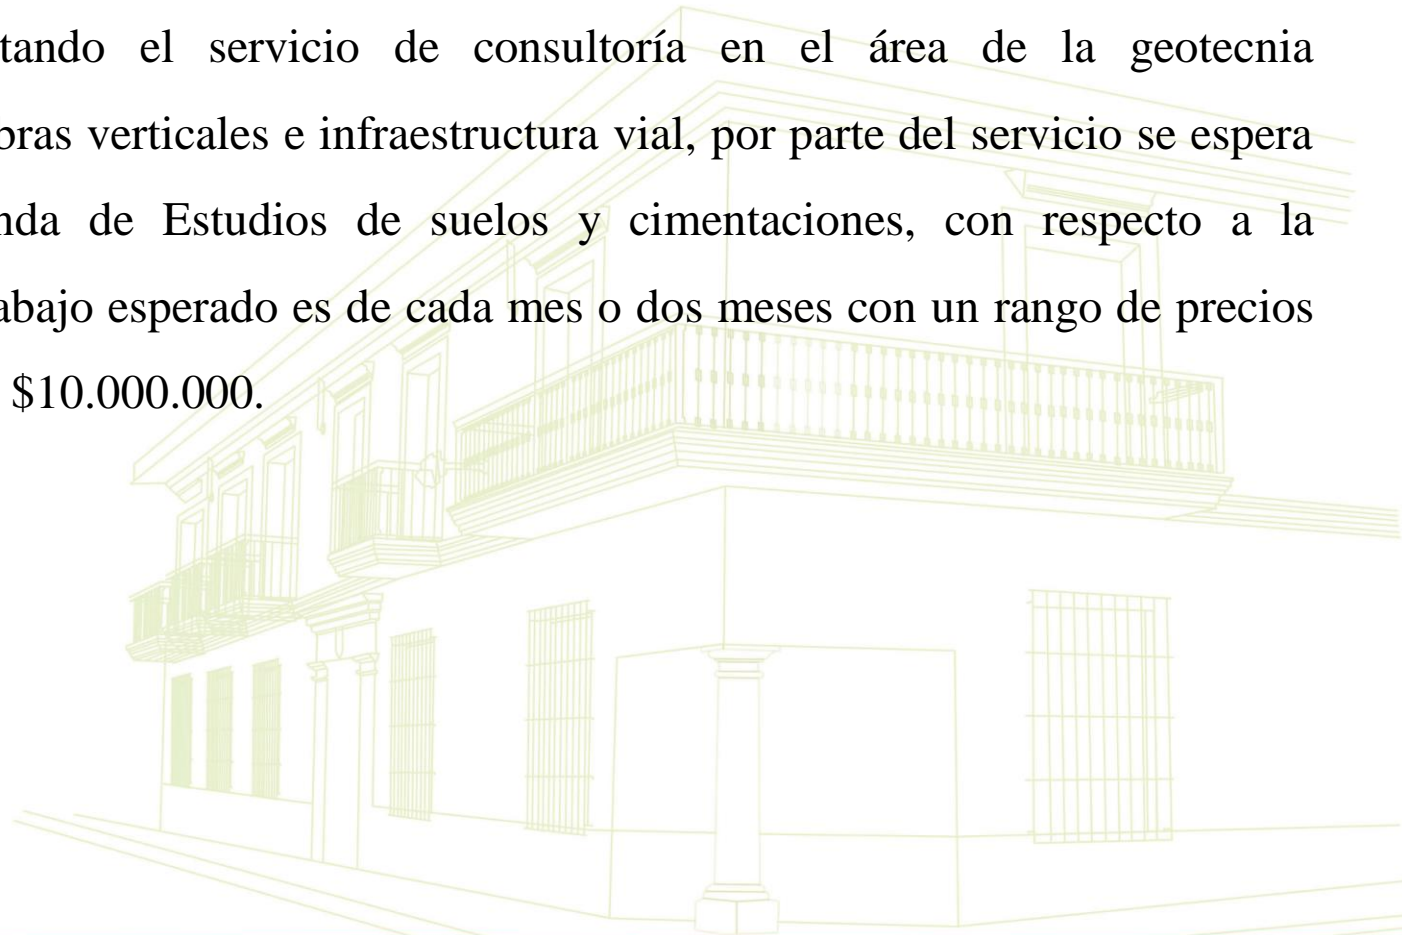 tando el servicio de consultoría en el área de la geotecnia
bras verticales e infraestructura vial, por parte del servicio se espera
nda de Estudios de suelos y cimentaciones, con respecto a la
abajo esperado es de cada mes o dos meses con un rango de precios
$10.000.000.